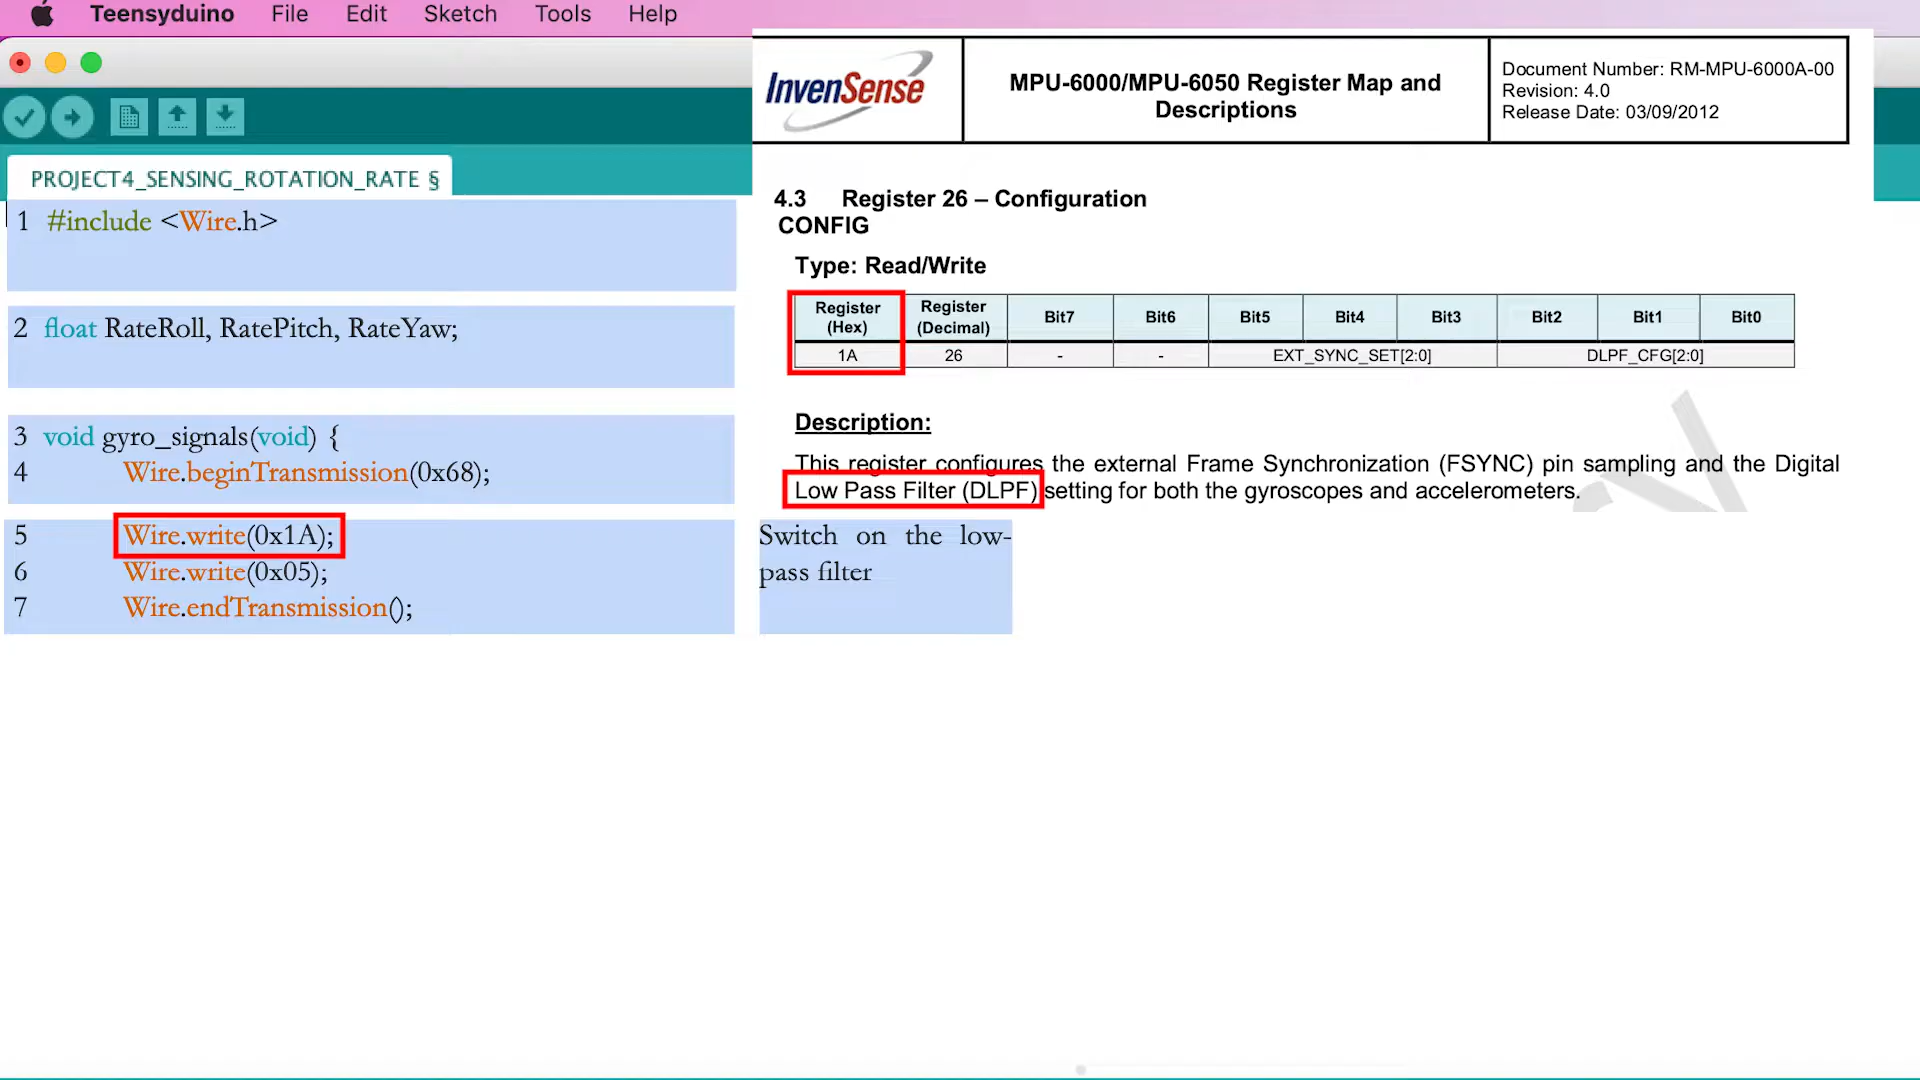 Teensyduino File Edit Sketch Tools Help
PROJECT4_SENSING_ROTATION_RATE §
1 #include <Wire.h>
2 float RateRoll, RatePitch, RateYaw;
3 void gyro_signals(void) {
4 Wire.beginTransmission(0x68);
5 Wire.write(0x1A);
6 Wire.write(0x05);
7 Wire.endTransmission();
InvenSense
MPU-6000/MPU-6050 Register Map and
Descriptions
Document Number: RM-MPU-6000A-00
Revision: 4.0
Release Date: 03/09/2012
4.3 Register 26 – Configuration
CONFIG
Type: Read/Write
Register (Hex) Register (Decimal) Bit7 Bit6 Bit5 Bit4 Bit3 Bit2 Bit1 Bit0
1A 26 - - EXT_SYNC_SET[2:0] DLPF_CFG[2:0]
Description:
This register configures the external Frame Synchronization (FSYNC) pin sampling and the Digital
Low Pass Filter (DLPF) setting for both the gyroscopes and accelerometers.
Switch on the low-
pass filter